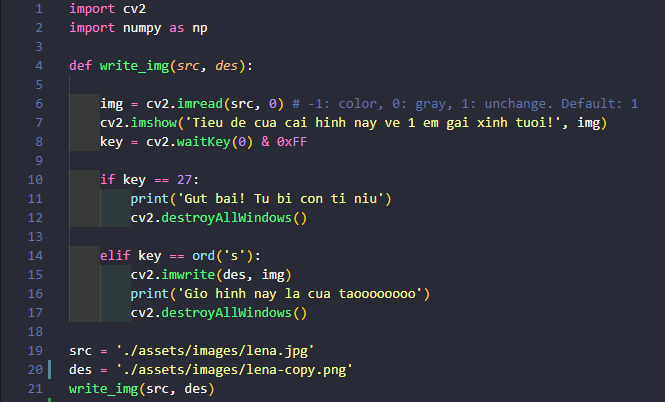 1 import cv2
2 import numpy as np
3
4 def write_img(src, des):
5
6 img = cv2.imread(src, 0) # -1: color, 0: gray, 1: unchange. Default: 1
7 cv2.imshow('Tieu de cua cai hinh nay ve 1 em gai xinh tuoi!', img)
8 key = cv2.waitKey(0) & 0xFF
9
10 if key == 27:
11 print('Gut bai! Tu bi con ti niu')
12 cv2.destroyAllWindows()
13
14 elif key == ord('s'):
15 cv2.imwrite(des, img)
16 print('Gio hinh nay la cua taoooooooo')
17 cv2.destroyAllWindows()
18
19 src = './assets/images/lena.jpg'
20 des = './assets/images/lena-copy.png'
21 write_img(src, des)